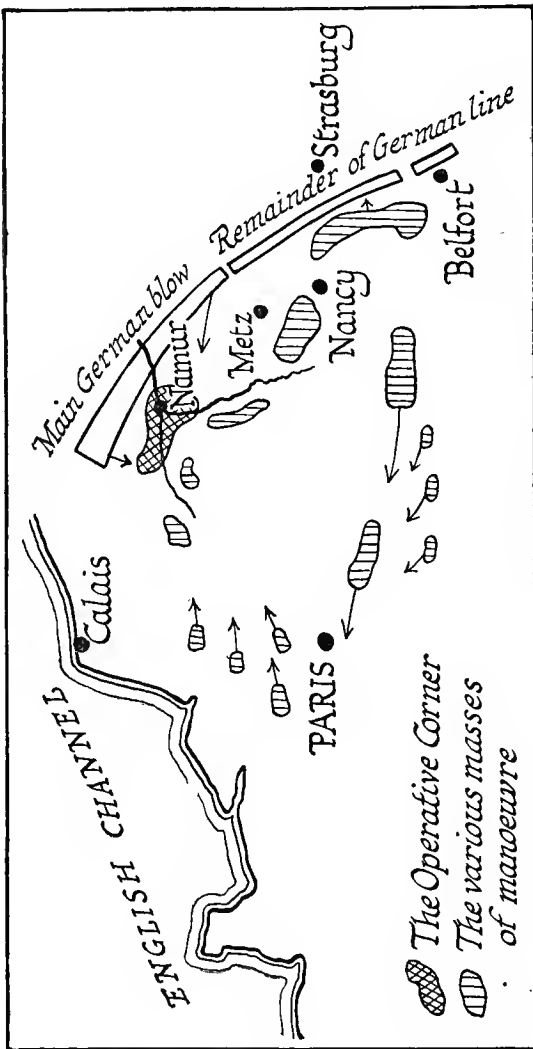 ENGLISH CHANNEL
Calais
Main German blow
Namur
Remainder of German line
Strasburg
Metz
Nancy
Belfort
PARIS
The Operative Corner
The various masses
of manoeuvre